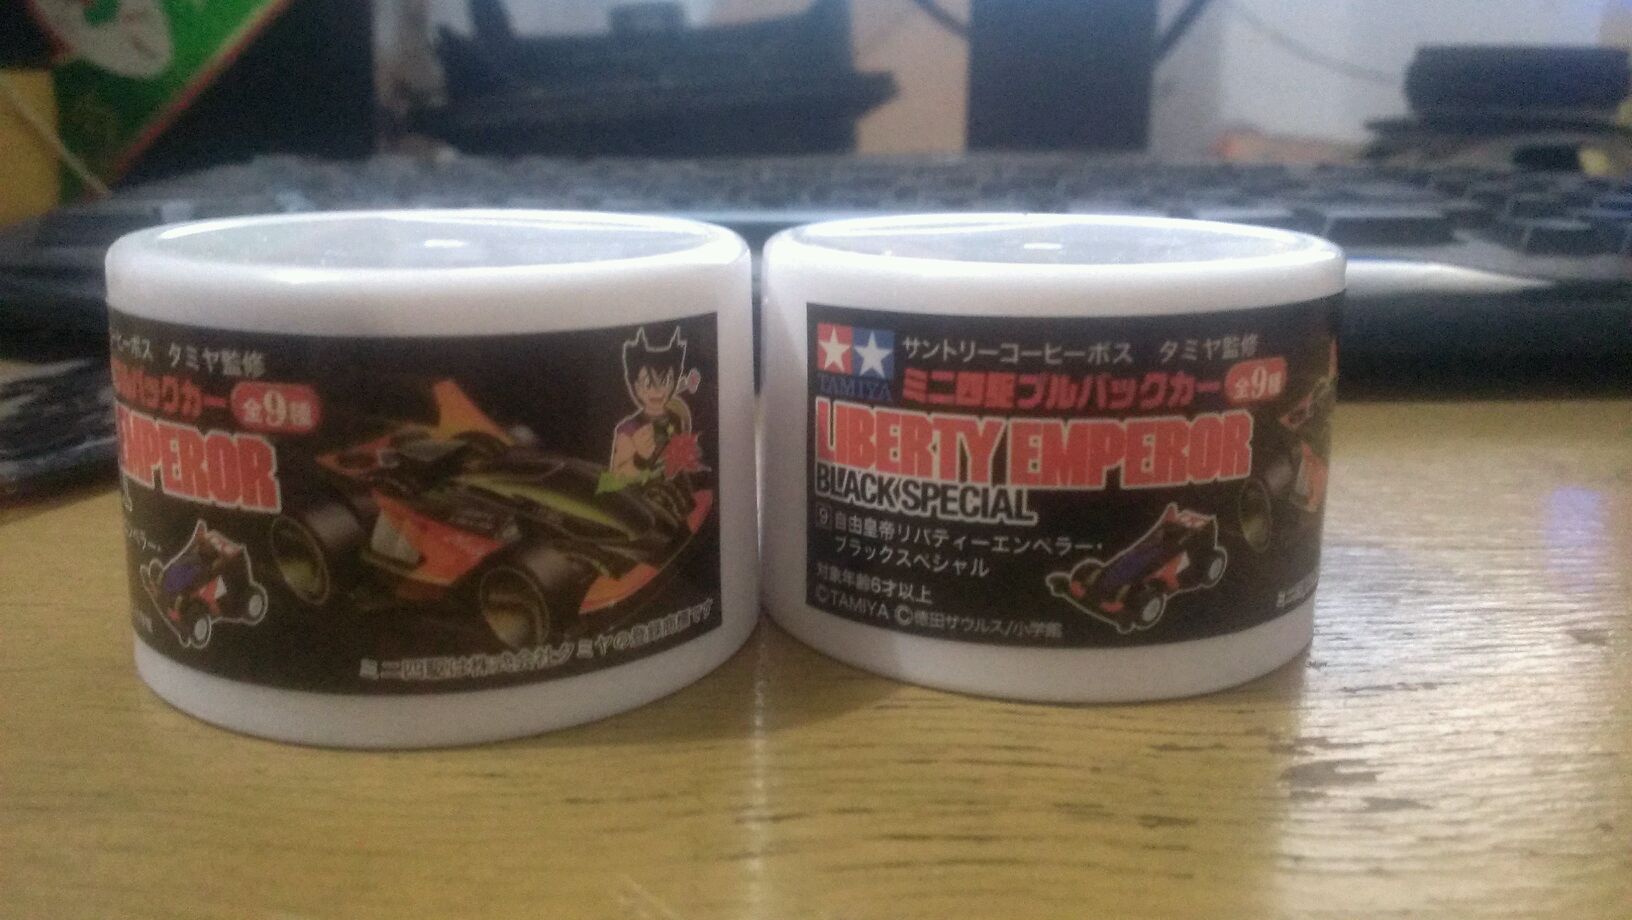 ーヒーボス タミヤ監修
ルバックカー 全9種
EMPEROR
ミニ四駆は株式会社タミヤの登録商標です
TAMIYA
サントリーコーヒーボス タミヤ監修
ミニ四駆プルバックカー 全9種
LIBERTY EMPEROR
BLACK SPECIAL
9 自由皇帝リバティーエンペラー・
ブラックスペシャル
対象年齢6才以上
©TAMIYA ©徳田ザウルス/小学館